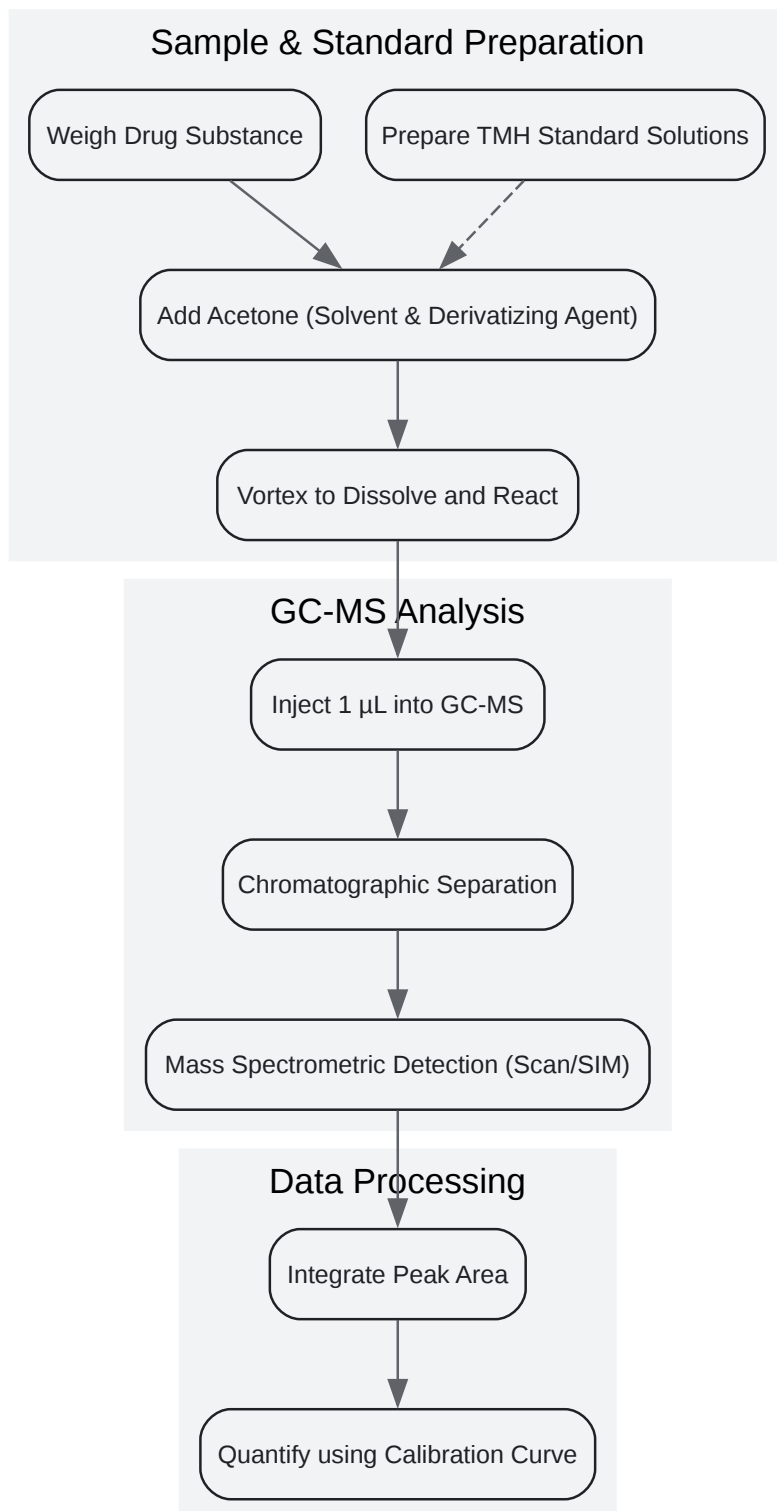 Sample & Standard Preparation
Weigh Drug Substance
Prepare TMH Standard Solutions
Add Acetone (Solvent & Derivatizing Agent)
Vortex to Dissolve and React
GC-MS Analysis
Inject 1 µL into GC-MS
Chromatographic Separation
Mass Spectrometric Detection (Scan/SIM)
Data Processing
Integrate Peak Area
Quantify using Calibration Curve